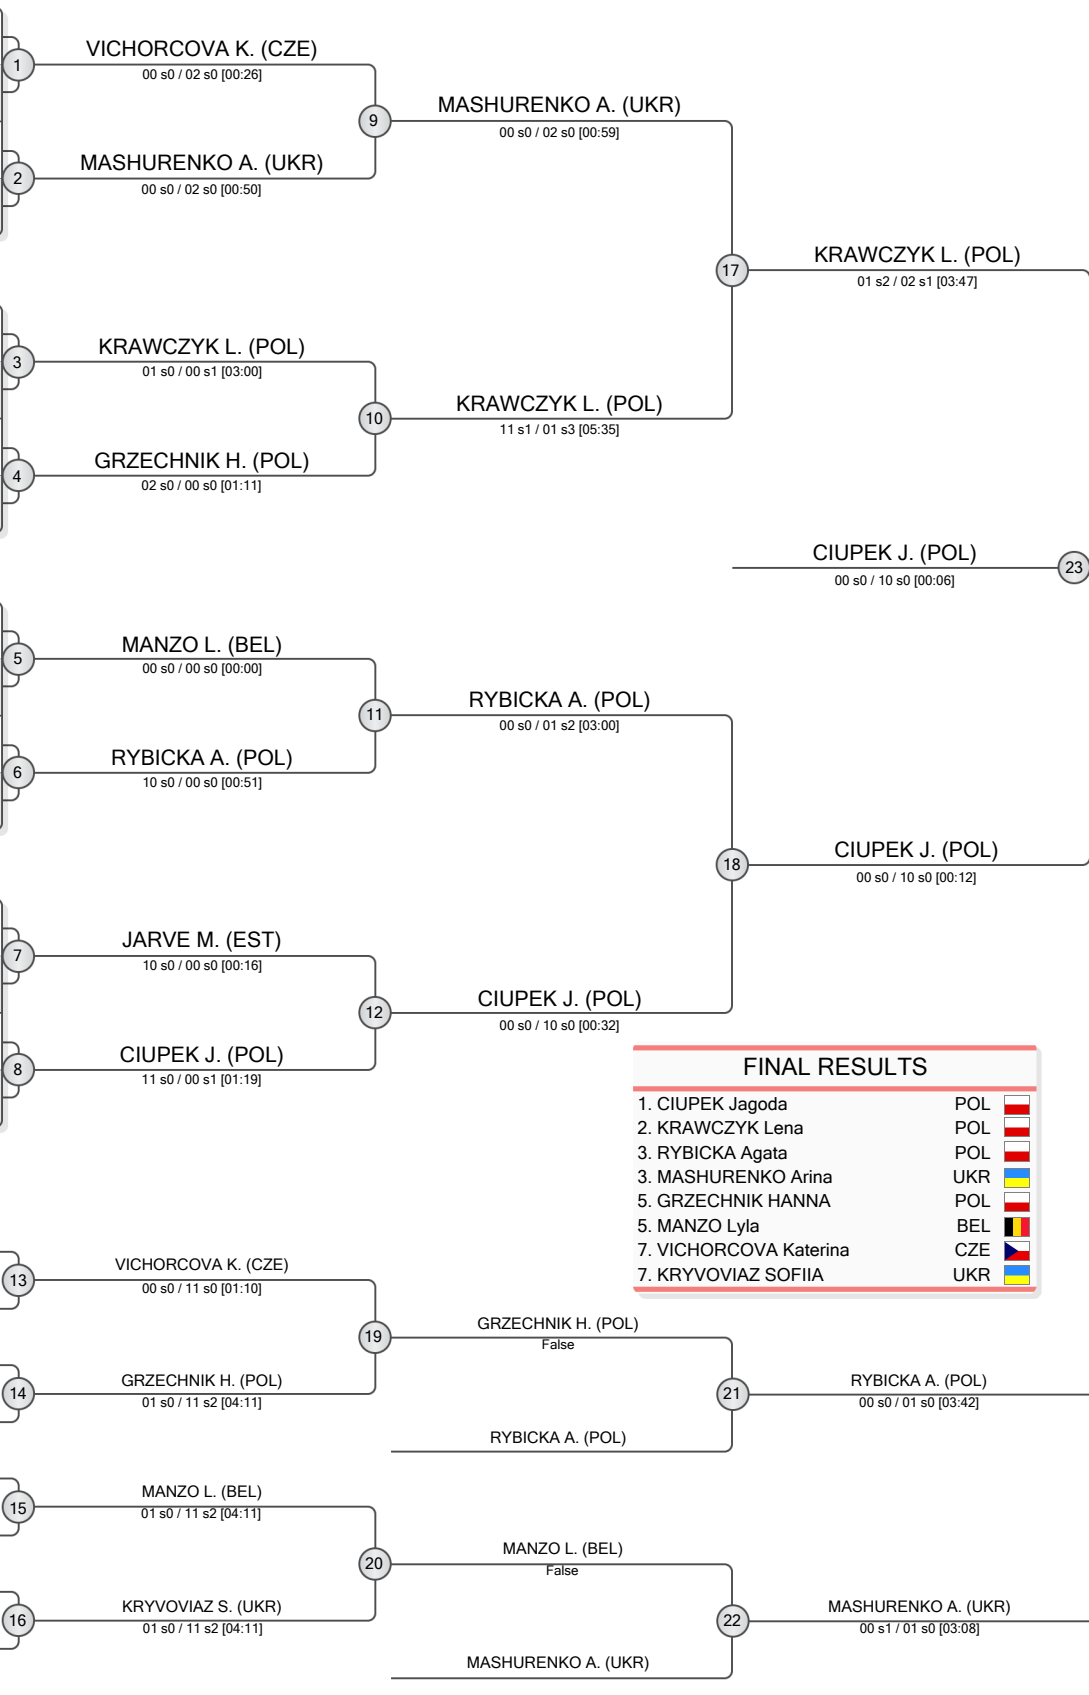 1
VICHORCOVA K. (CZE)
00 s0 / 02 s0 [00:26]
9
MASHURENKO A. (UKR)
00 s0 / 02 s0 [00:59]
2
MASHURENKO A. (UKR)
00 s0 / 02 s0 [00:50]
17
KRAWCZYK L. (POL)
01 s2 / 02 s1 [03:47]
3
KRAWCZYK L. (POL)
01 s0 / 00 s1 [03:00]
10
KRAWCZYK L. (POL)
11 s1 / 01 s3 [05:35]
4
GRZECHNIK H. (POL)
02 s0 / 00 s0 [01:11]
CIUPEK J. (POL)
00 s0 / 10 s0 [00:06]
23
5
MANZO L. (BEL)
00 s0 / 00 s0 [00:00]
11
RYBICKA A. (POL)
00 s0 / 01 s2 [03:00]
6
RYBICKA A. (POL)
10 s0 / 00 s0 [00:51]
18
CIUPEK J. (POL)
00 s0 / 10 s0 [00:12]
7
JARVE M. (EST)
10 s0 / 00 s0 [00:16]
12
CIUPEK J. (POL)
00 s0 / 10 s0 [00:32]
8
CIUPEK J. (POL)
11 s0 / 00 s1 [01:19]
FINAL RESULTS
1. CIUPEK Jagoda POL
2. KRAWCZYK Lena POL
3. RYBICKA Agata POL
3. MASHURENKO Arina UKR
5. GRZECHNIK HANNA POL
5. MANZO Lyla BEL
7. VICHORCOVA Katerina CZE
7. KRYVOVIAZ SOFIIA UKR
13
VICHORCOVA K. (CZE)
00 s0 / 11 s0 [01:10]
19
GRZECHNIK H. (POL)
False
14
GRZECHNIK H. (POL)
01 s0 / 11 s2 [04:11]
21
RYBICKA A. (POL)
00 s0 / 01 s0 [03:42]
RYBICKA A. (POL)
15
MANZO L. (BEL)
01 s0 / 11 s2 [04:11]
20
MANZO L. (BEL)
False
16
KRYVOVIAZ S. (UKR)
01 s0 / 11 s2 [04:11]
22
MASHURENKO A. (UKR)
00 s1 / 01 s0 [03:08]
MASHURENKO A. (UKR)